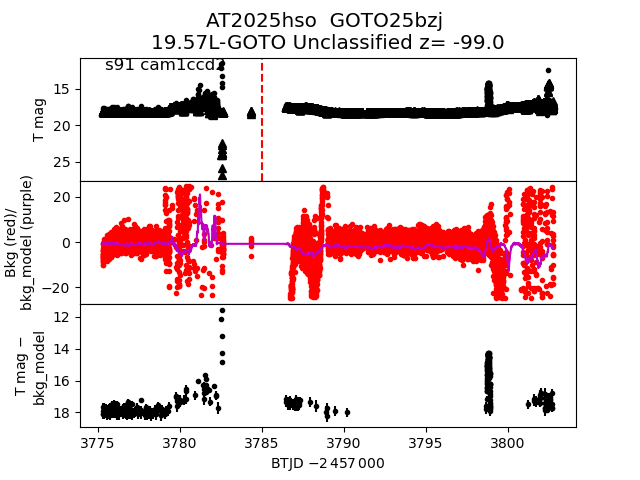 AT2025hso  GOTO25bzj
19.57L-GOTO Unclassified z= -99.0
s91 cam1ccd2
T mag
15
20
25
Bkg (red)/
bkg_model (purple)
20
0
−20
T mag −
bkg_model
12
14
16
18
3775
3780
3785
3790
3795
3800
BTJD −2 457 000